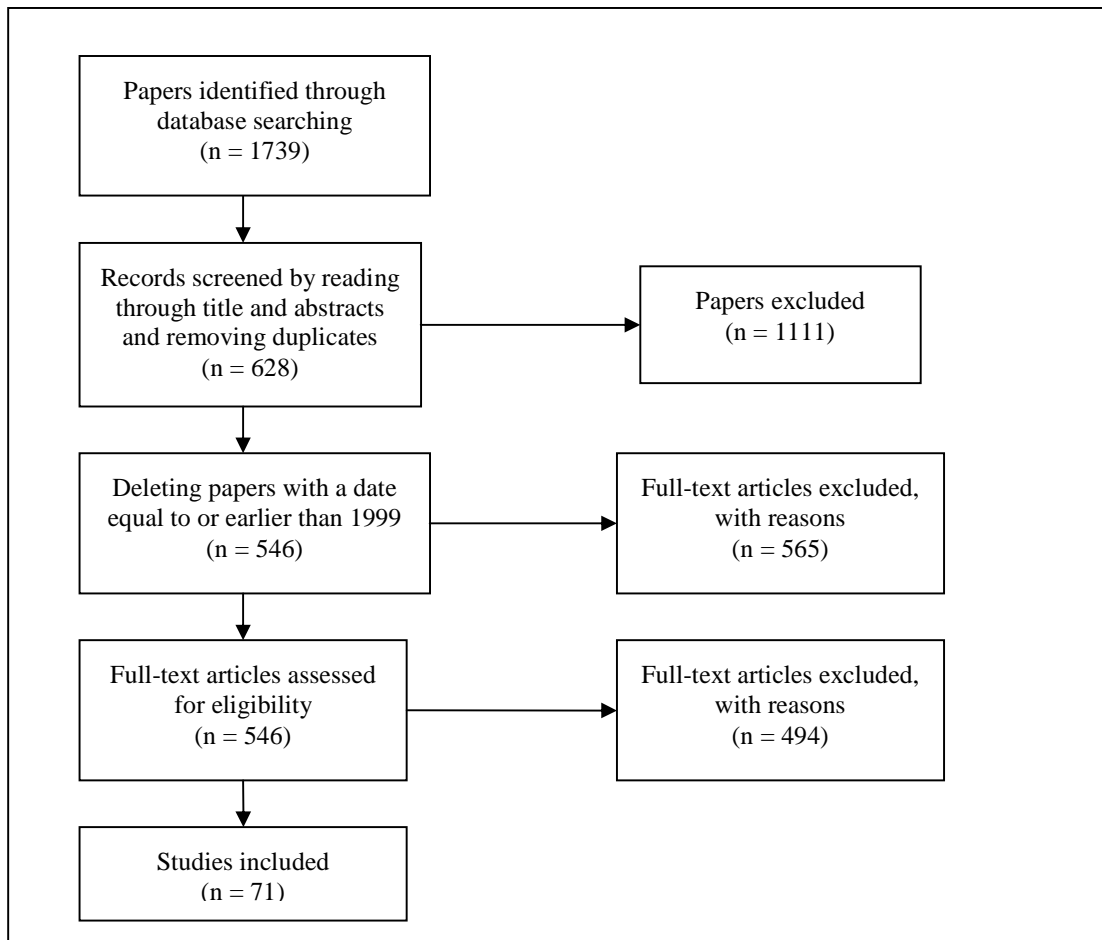 Papers identified through
database searching
(n = 1739)
Records screened by reading
through title and abstracts
and removing duplicates
(n = 628)
Papers excluded
(n = 1111)
Deleting papers with a date
equal to or earlier than 1999
(n = 546)
Full-text articles excluded,
with reasons
(n = 565)
Full-text articles assessed
for eligibility
(n = 546)
Full-text articles excluded,
with reasons
(n = 494)
Studies included
(n = 71)